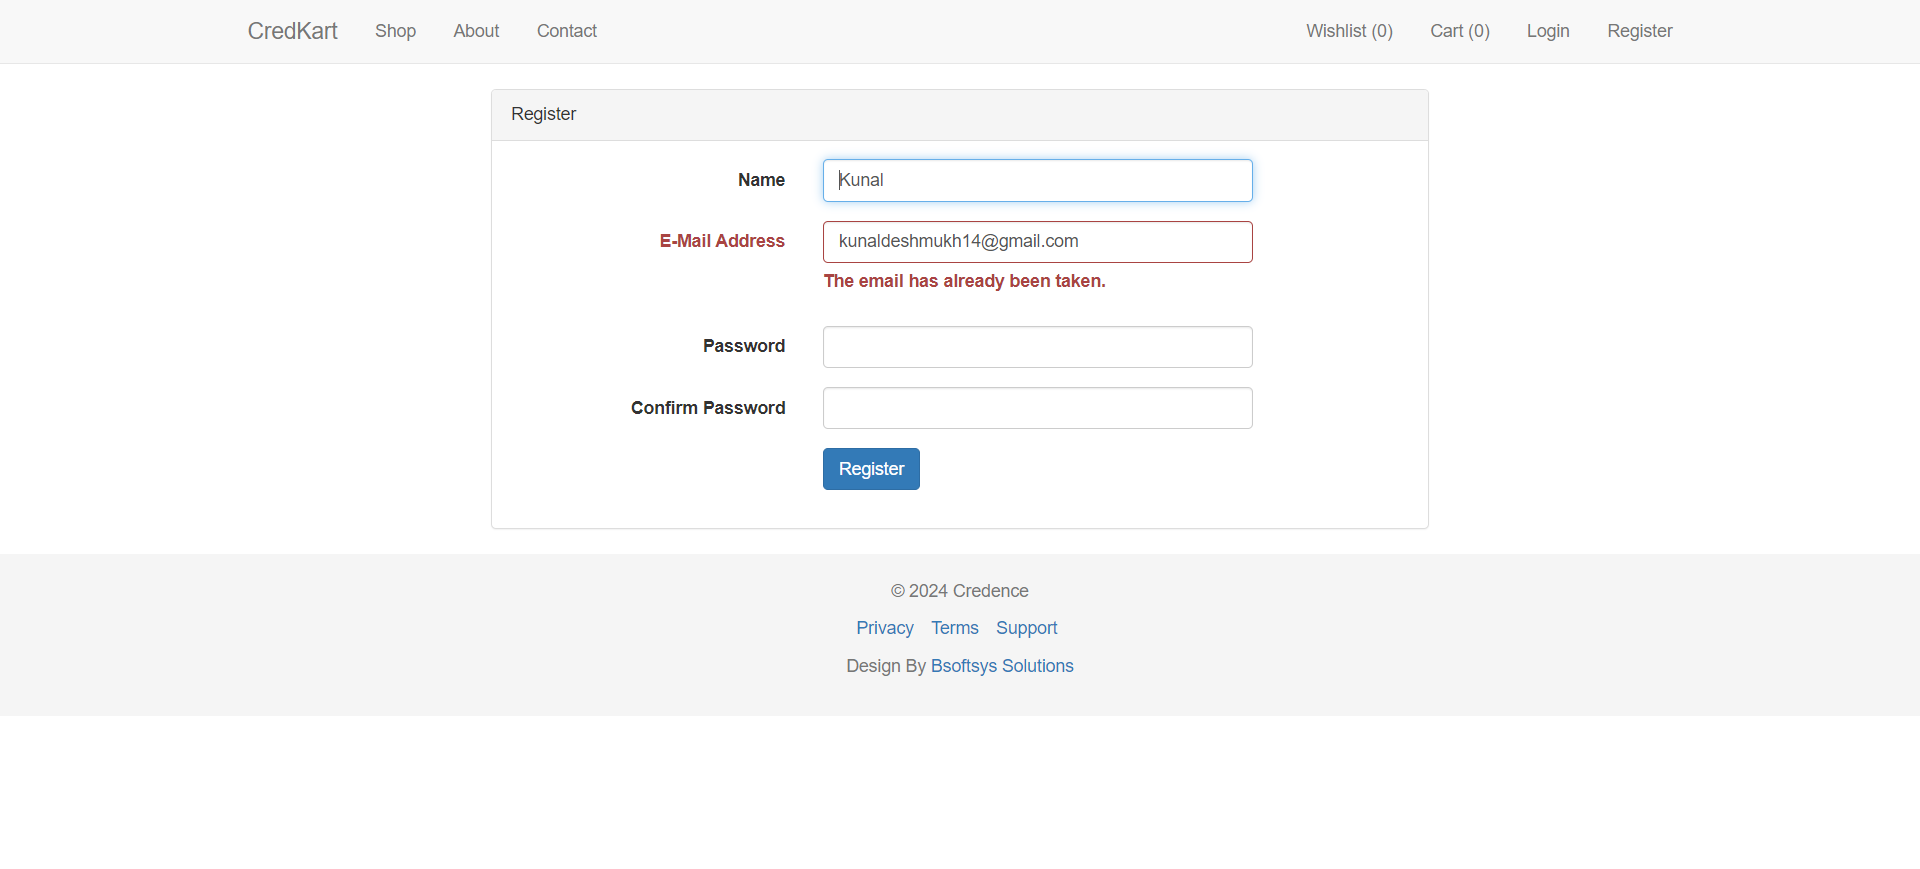 CredKart Shop About Contact Wishlist (0) Cart (0) Login Register
Register
Name Kunal
E-Mail Address kunaldeshmukh14@gmail.com
The email has already been taken.
Password
Confirm Password
Register
© 2024 Credence
Privacy Terms Support
Design By Bsoftsys Solutions